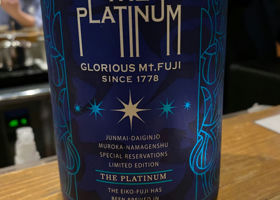 THE
PLATINUM
GLORIOUS MT.FUJI
SINCE 1778
JUNMAI-DAIGINJO
MUROKA-NAMAGENSHU
SPECIAL RESERVATIONS
LIMITED EDITION
THE PLATINUM
THE EIKO-FUJI HAS
BEEN BREWED IN